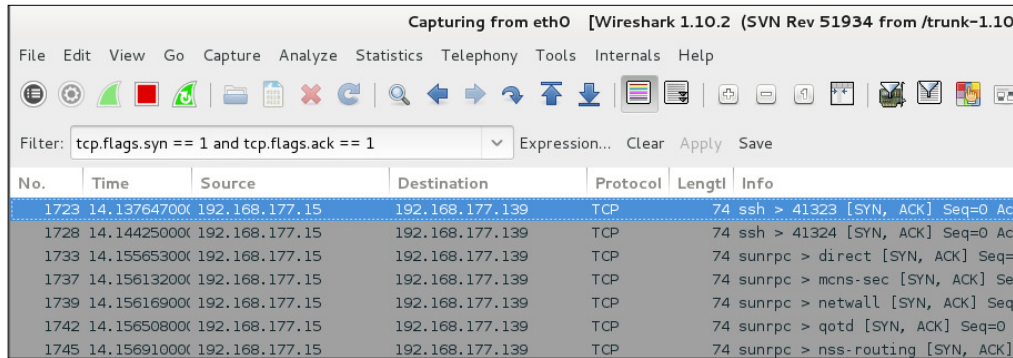 Capturing from eth0 [Wireshark 1.10.2 (SVN Rev 51934 from /trunk-1.10
File Edit View Go Capture Analyze Statistics Telephony Tools Internals Help
Filter: tcp.flags.syn == 1 and tcp.flags.ack == 1 Expression... Clear Apply Save
No. Time Source Destination Protocol Lengtl Info
1723 14.13764700( 192.168.177.15 192.168.177.139 TCP 74 ssh > 41323 [SYN, ACK] Seq=0 Ac
1728 14.14425000( 192.168.177.15 192.168.177.139 TCP 74 ssh > 41324 [SYN, ACK] Seq=0 Ac
1733 14.15565300( 192.168.177.15 192.168.177.139 TCP 74 sunrpc > direct [SYN, ACK] Seq=
1737 14.15613200( 192.168.177.15 192.168.177.139 TCP 74 sunrpc > mcns-sec [SYN, ACK] Se
1739 14.15616900( 192.168.177.15 192.168.177.139 TCP 74 sunrpc > netwall [SYN, ACK] Seq
1742 14.15650800( 192.168.177.15 192.168.177.139 TCP 74 sunrpc > qotd [SYN, ACK] Seq=0
1745 14.15691000( 192.168.177.15 192.168.177.139 TCP 74 sunrpc > nss-routing [SYN, ACK]